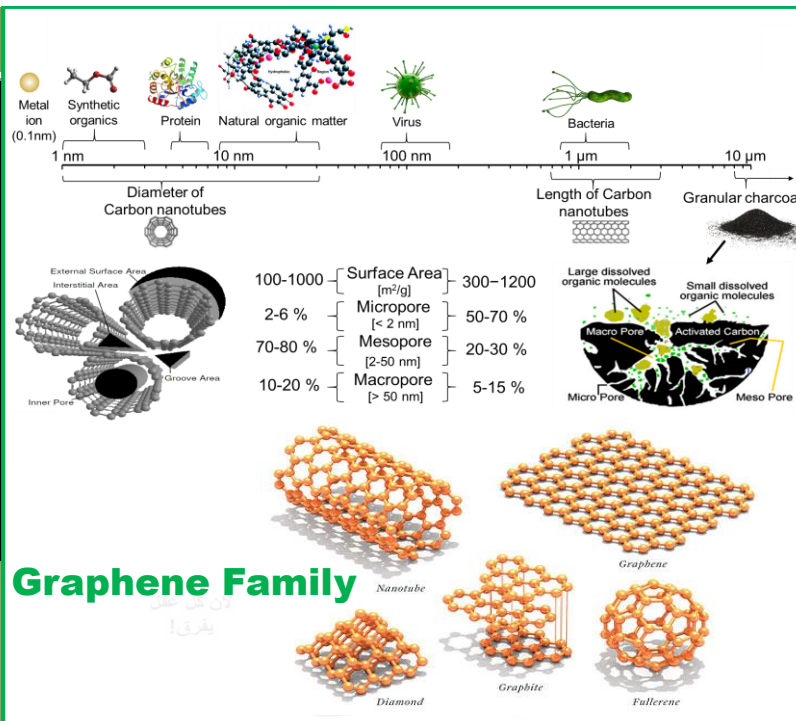 Metal
ion
(0.1nm)
Synthetic
organics
Protein
Natural organic matter
Virus
Bacteria
1 nm
10 nm
100 nm
1 µm
10 µm
Diameter of
Carbon nanotubes
Length of Carbon
nanotubes
Granular charcoa
External Surface Area
Interstitial Area
Groove Area
Inner Pore
100-1000 Surface Area 300−1200
[m²/g]
2-6 % Micropore 50-70 %
[< 2 nm]
70-80 % Mesopore 20-30 %
[2-50 nm]
10-20 % Macropore 5-15 %
[> 50 nm]
Large dissolved
organic molecules
Small dissolved
organic molecules
Macro Pore
Activated Carbon
Micro Pore
Meso Pore
Nanotube
Graphene
Graphene Family
لأن كل عقل
يفرق!
Diamond
Graphite
Fullerene